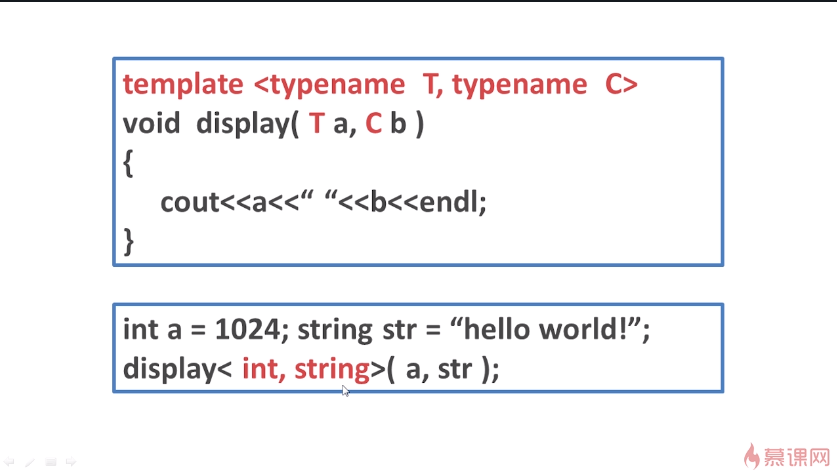 template <typename T, typename C>
void display( T a, C b )
{
cout<<a<<“ “<<b<<endl;
}
int a = 1024; string str = “hello world!”;
display< int, string>( a, str );
慕课网